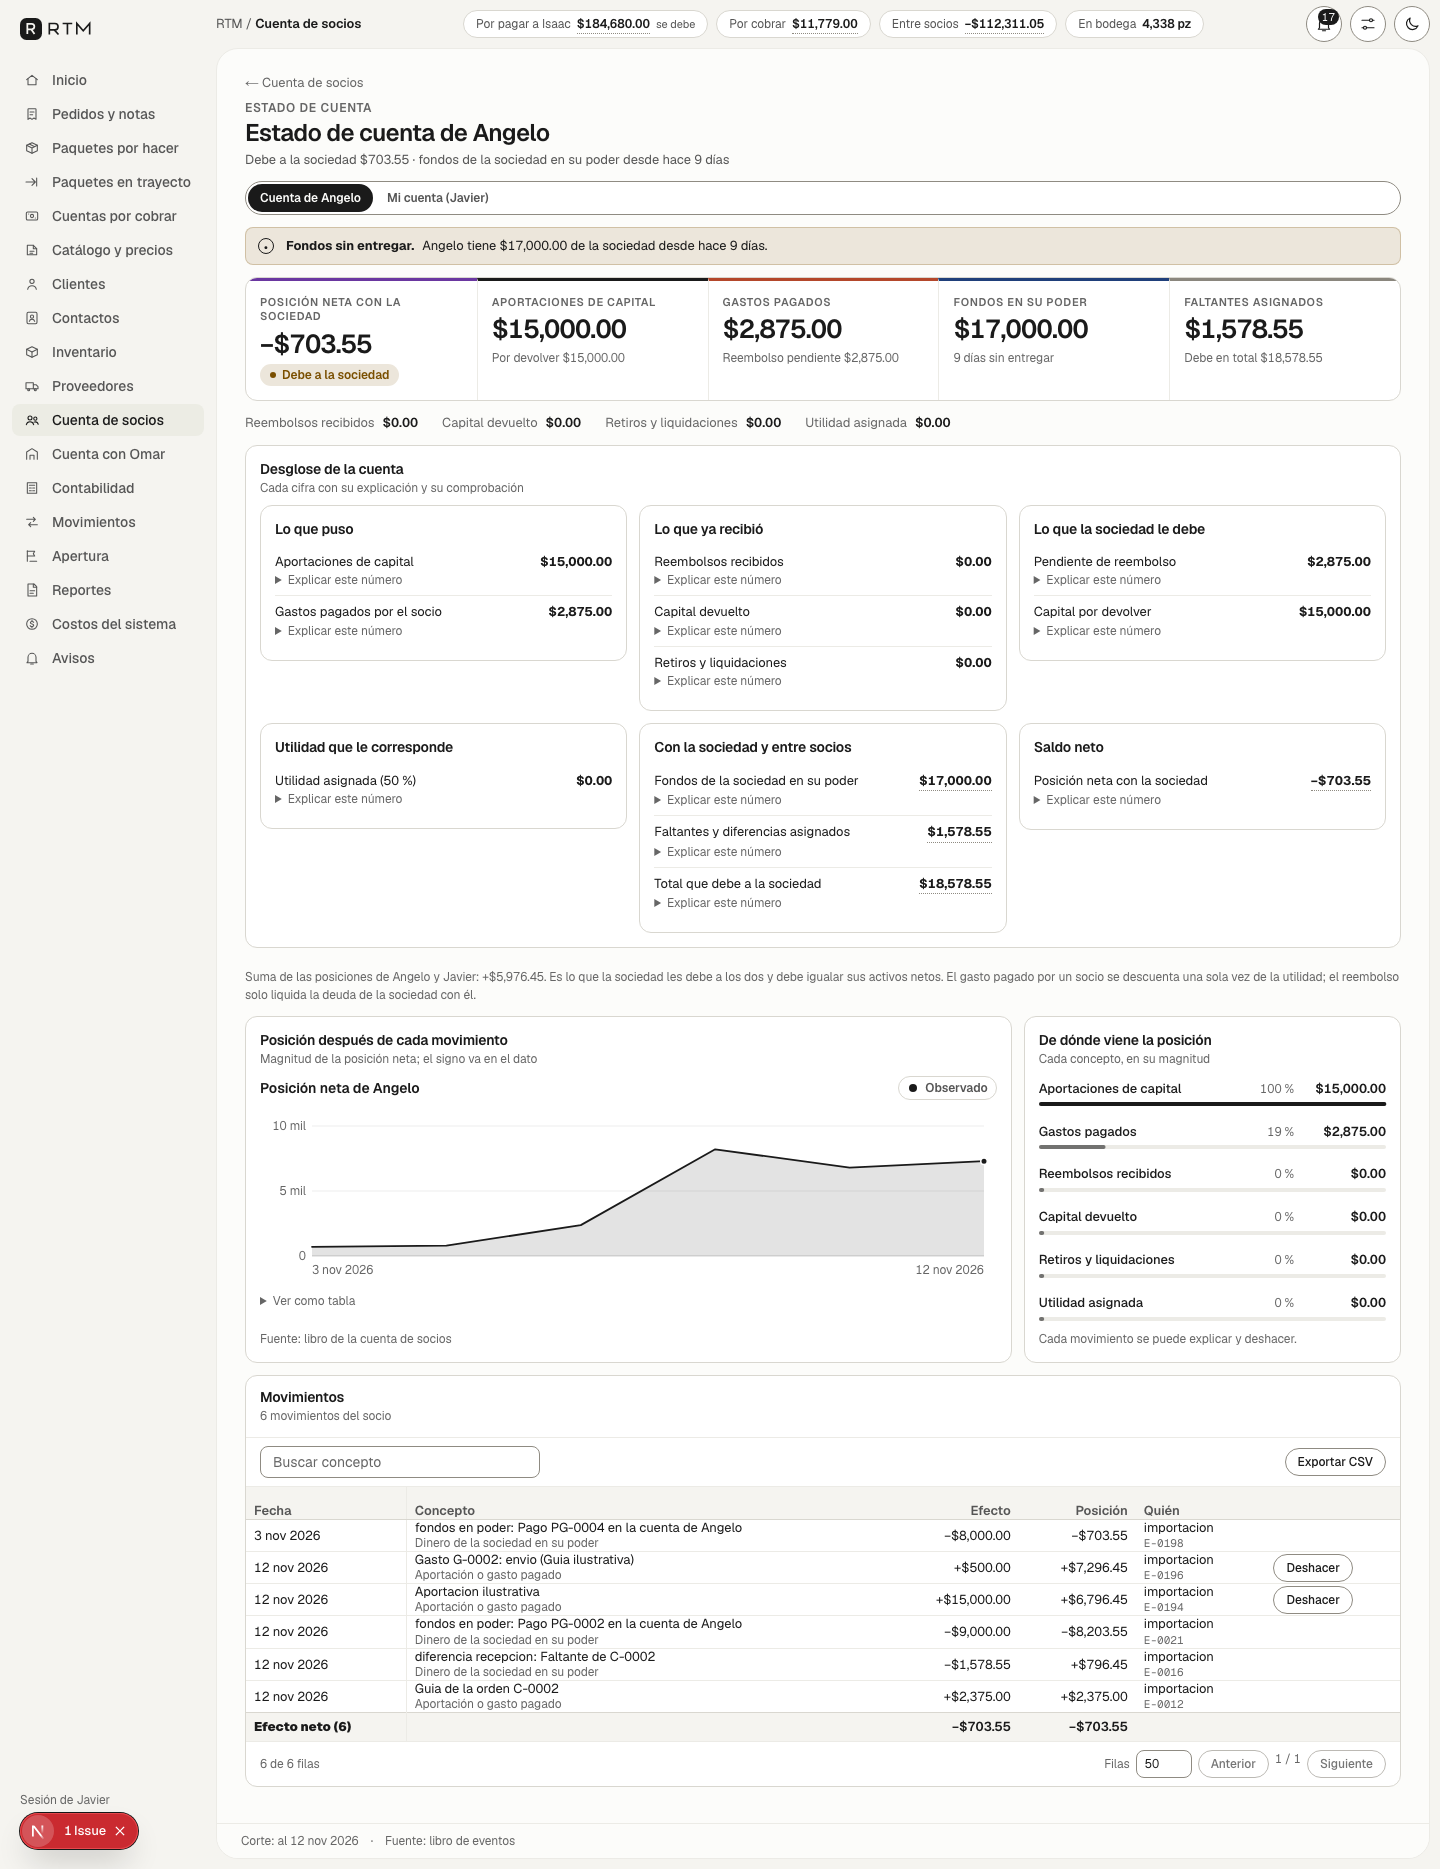 R RTM
RTM / Cuenta de socios
Por pagar a Isaac $184,680.00 se debe
Por cobrar $11,779.00
Entre socios −$112,311.05
En bodega 4,338 pz
17
Inicio
Pedidos y notas
Paquetes por hacer
Paquetes en trayecto
Cuentas por cobrar
Catálogo y precios
Clientes
Contactos
Inventario
Proveedores
Cuenta de socios
Cuenta con Omar
Contabilidad
Movimientos
Apertura
Reportes
Costos del sistema
Avisos
Sesión de Javier
N 1 Issue
← Cuenta de socios
ESTADO DE CUENTA
Estado de cuenta de Angelo
Debe a la sociedad $703.55 · fondos de la sociedad en su poder desde hace 9 días
Cuenta de Angelo Mi cuenta (Javier)
Fondos sin entregar. Angelo tiene $17,000.00 de la sociedad desde hace 9 días.
POSICIÓN NETA CON LA
SOCIEDAD
−$703.55
Debe a la sociedad
APORTACIONES DE CAPITAL
$15,000.00
Por devolver $15,000.00
GASTOS PAGADOS
$2,875.00
Reembolso pendiente $2,875.00
FONDOS EN SU PODER
$17,000.00
9 días sin entregar
FALTANTES ASIGNADOS
$1,578.55
Debe en total $18,578.55
Reembolsos recibidos $0.00 Capital devuelto $0.00 Retiros y liquidaciones $0.00 Utilidad asignada $0.00
Desglose de la cuenta
Cada cifra con su explicación y su comprobación
Lo que puso
Aportaciones de capital $15,000.00
Explicar este número
Gastos pagados por el socio $2,875.00
Explicar este número
Lo que ya recibió
Reembolsos recibidos $0.00
Explicar este número
Capital devuelto $0.00
Explicar este número
Retiros y liquidaciones $0.00
Explicar este número
Lo que la sociedad le debe
Pendiente de reembolso $2,875.00
Explicar este número
Capital por devolver $15,000.00
Explicar este número
Utilidad que le corresponde
Utilidad asignada (50 %) $0.00
Explicar este número
Con la sociedad y entre socios
Fondos de la sociedad en su poder $17,000.00
Explicar este número
Faltantes y diferencias asignados $1,578.55
Explicar este número
Total que debe a la sociedad $18,578.55
Explicar este número
Saldo neto
Posición neta con la sociedad −$703.55
Explicar este número
Suma de las posiciones de Angelo y Javier: +$5,976.45. Es lo que la sociedad les debe a los dos y debe igualar sus activos netos. El gasto pagado por un socio se descuenta una sola vez de la utilidad; el reembolso
solo liquida la deuda de la sociedad con él.
Posición después de cada movimiento
Magnitud de la posición neta; el signo va en el dato
Posición neta de Angelo
Observado
10 mil
5 mil
0
3 nov 2026 12 nov 2026
Ver como tabla
Fuente: libro de la cuenta de socios
De dónde viene la posición
Cada concepto, en su magnitud
Aportaciones de capital 100 % $15,000.00
Gastos pagados 19 % $2,875.00
Reembolsos recibidos 0 % $0.00
Capital devuelto 0 % $0.00
Retiros y liquidaciones 0 % $0.00
Utilidad asignada 0 % $0.00
Cada movimiento se puede explicar y deshacer.
Movimientos
6 movimientos del socio
Buscar concepto
Exportar CSV
Fecha Concepto Efecto Posición Quién
3 nov 2026 fondos en poder: Pago PG-0004 en la cuenta de Angelo −$8,000.00 −$703.55 importacion
Dinero de la sociedad en su poder E-0198
12 nov 2026 Gasto G-0002: envio (Guia ilustrativa) +$500.00 +$7,296.45 importacion Deshacer
Aportación o gasto pagado E-0196
12 nov 2026 Aportacion ilustrativa +$15,000.00 +$6,796.45 importacion Deshacer
Aportación o gasto pagado E-0194
12 nov 2026 fondos en poder: Pago PG-0002 en la cuenta de Angelo −$9,000.00 −$8,203.55 importacion
Dinero de la sociedad en su poder E-0021
12 nov 2026 diferencia recepcion: Faltante de C-0002 −$1,578.55 +$796.45 importacion
Dinero de la sociedad en su poder E-0016
12 nov 2026 Guia de la orden C-0002 +$2,375.00 +$2,375.00 importacion
Aportación o gasto pagado E-0012
Efecto neto (6) −$703.55 −$703.55
6 de 6 filas
Filas 50 Anterior 1 / 1 Siguiente
Corte: al 12 nov 2026 · Fuente: libro de eventos